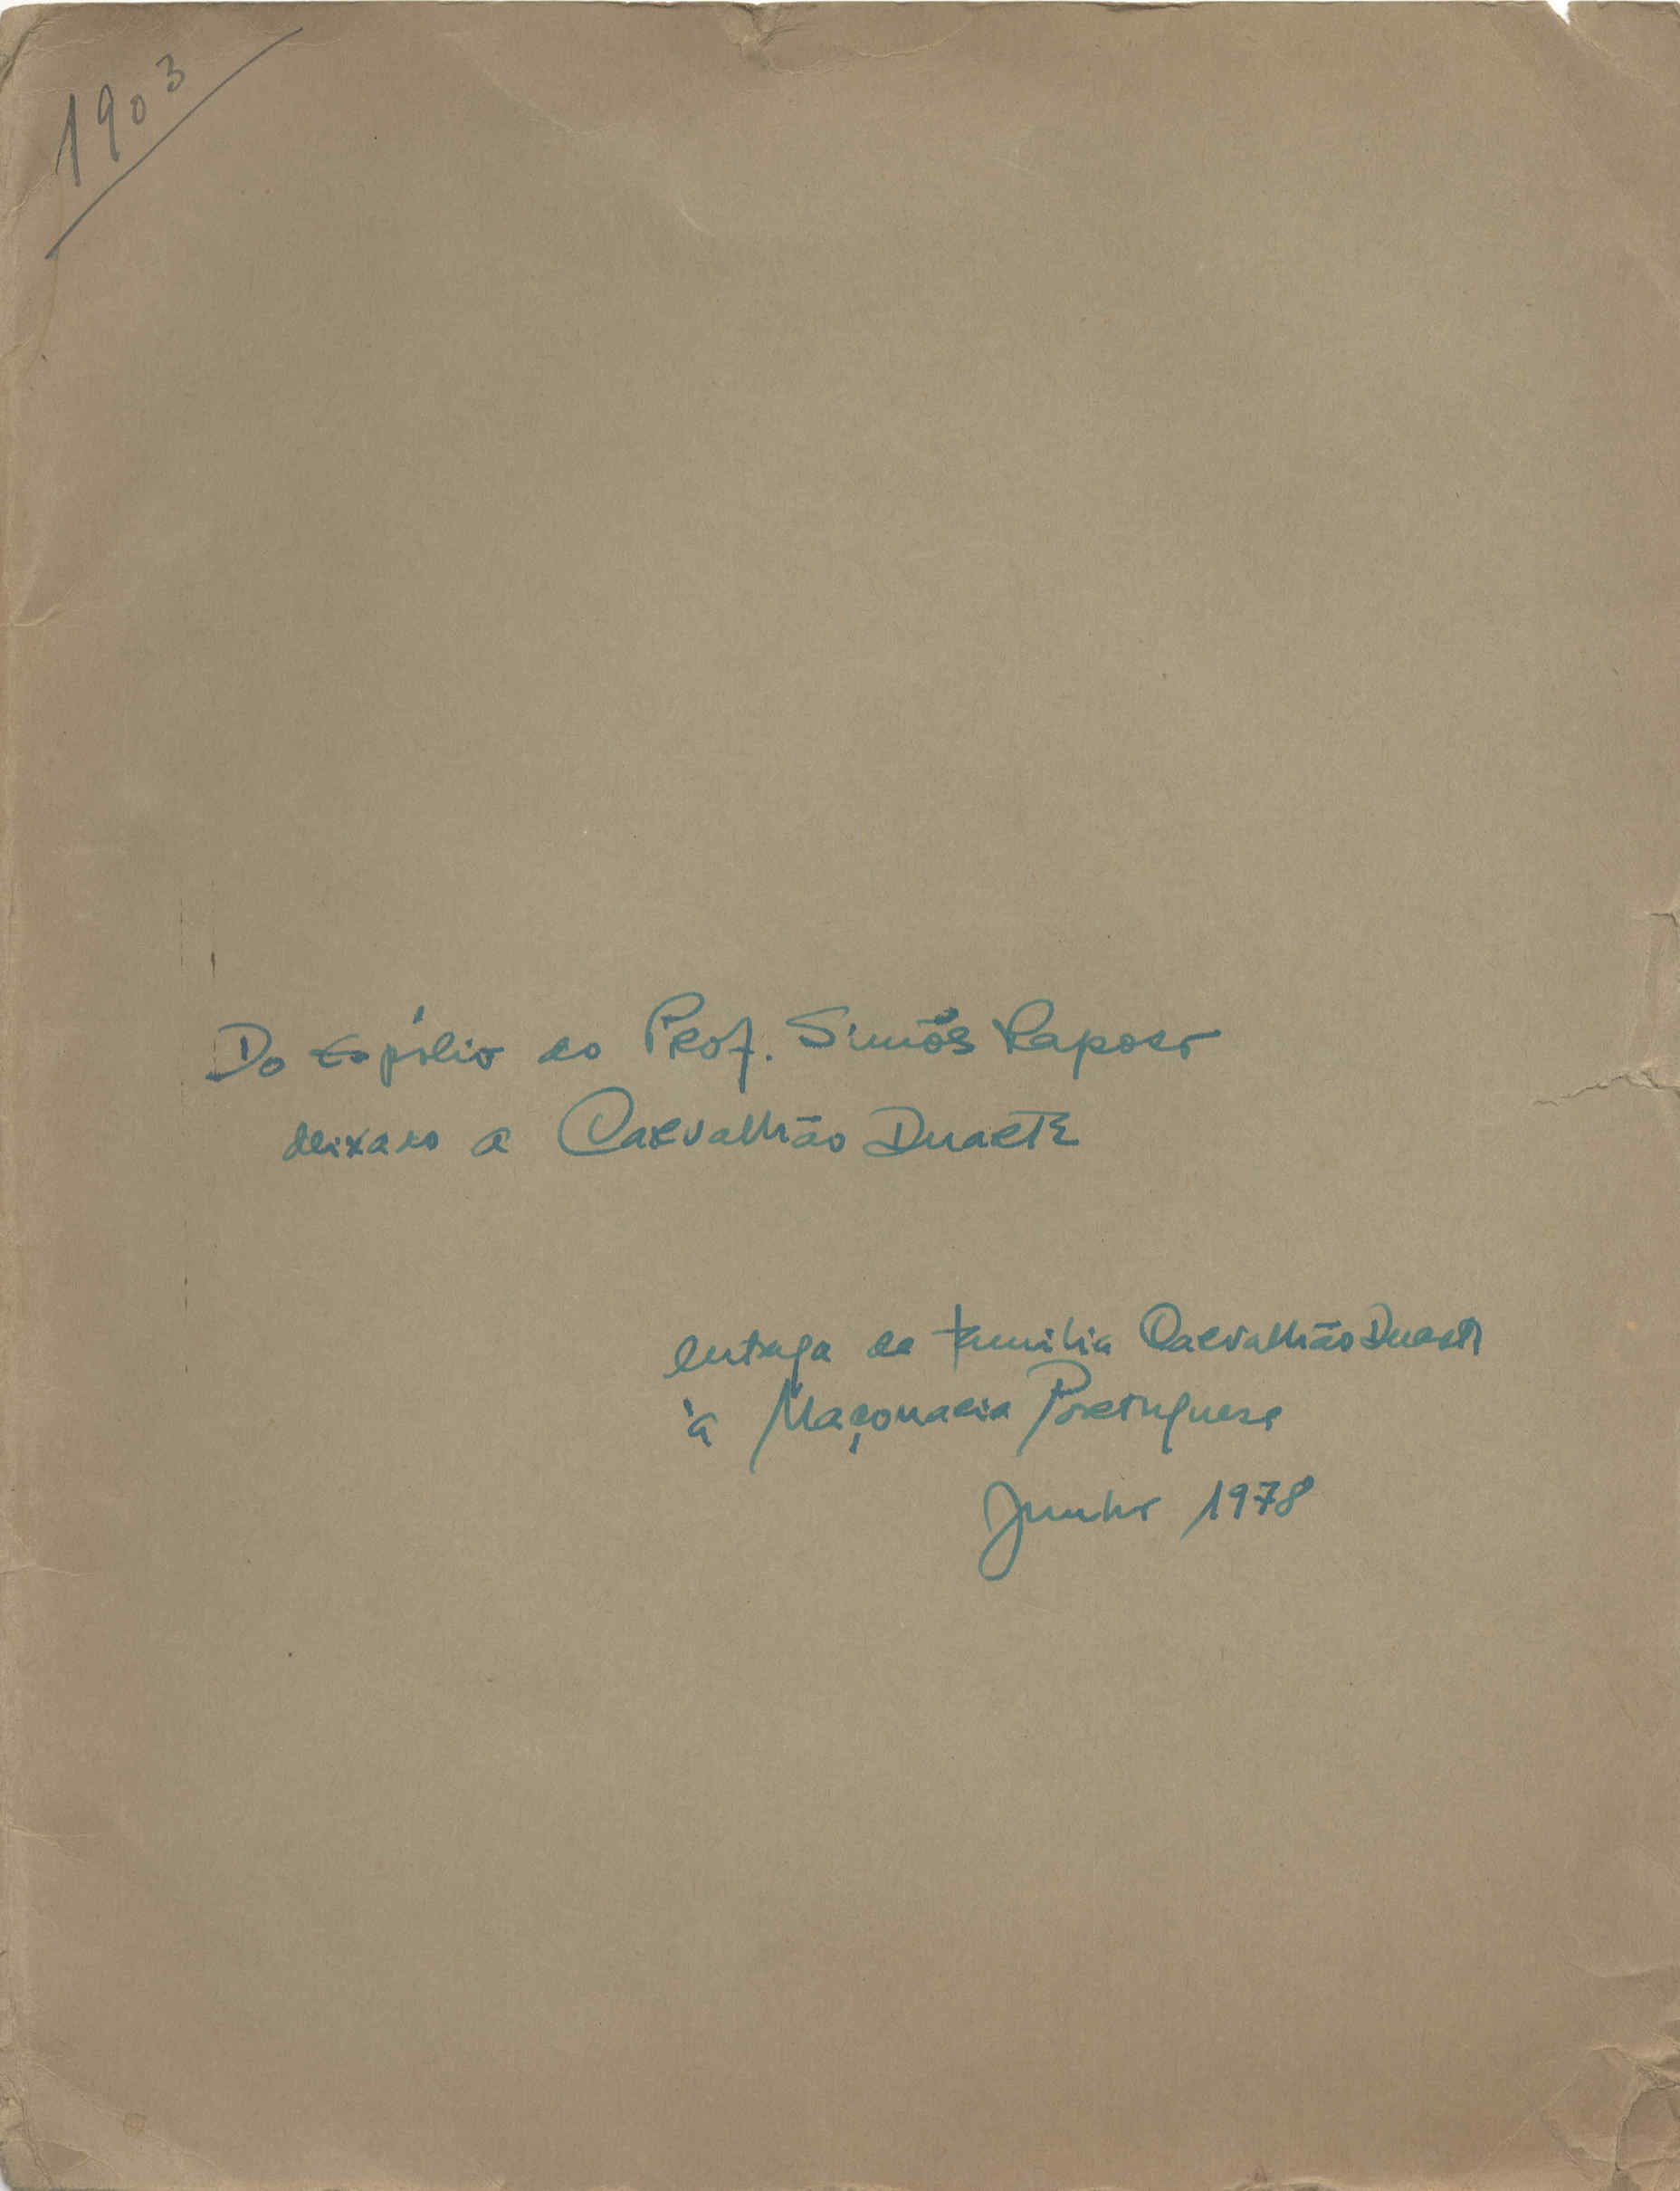 1903
Do Espólio do Prof. Simões Raposo
deixado a Carvalhão Duarte
entrega da família Carvalhão Duarte
à Maçonaria Portuguesa
Junho 1978